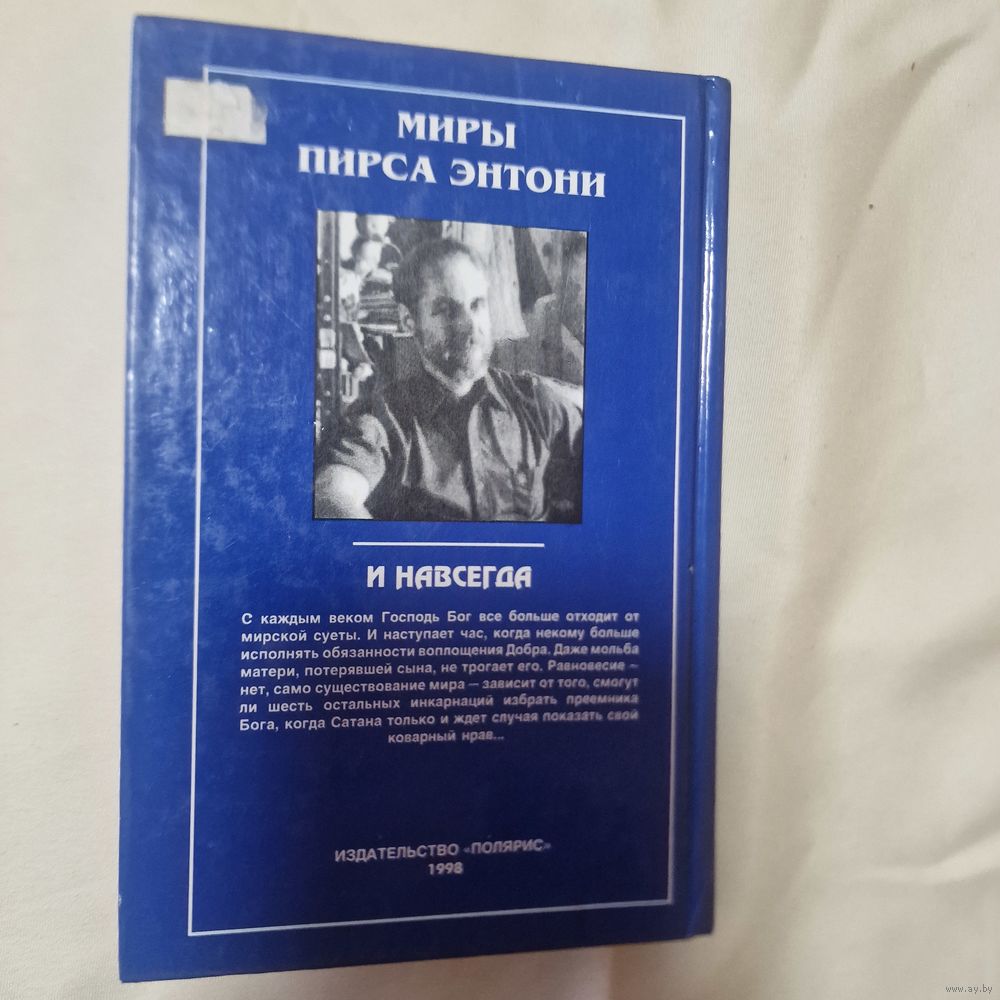 МИРЫ
ПИРСА ЭНТОНИ
И НАВСЕГДА
С каждым веком Господь Бог все больше отходит от
мирской суеты. И наступает час, когда некому больше
исполнять обязанности воплощения Добра. Даже мольба
матери, потерявшей сына, не трогает его. Равновесие –
нет, само существование мира – зависит от того, смогут
ли шесть остальных инкарнаций избрать преемника
Бога, когда Сатана только и ждет случая показать свой
коварный нрав...
ИЗДАТЕЛЬСТВО «ПОЛЯРИС»
1998
www.ay.by